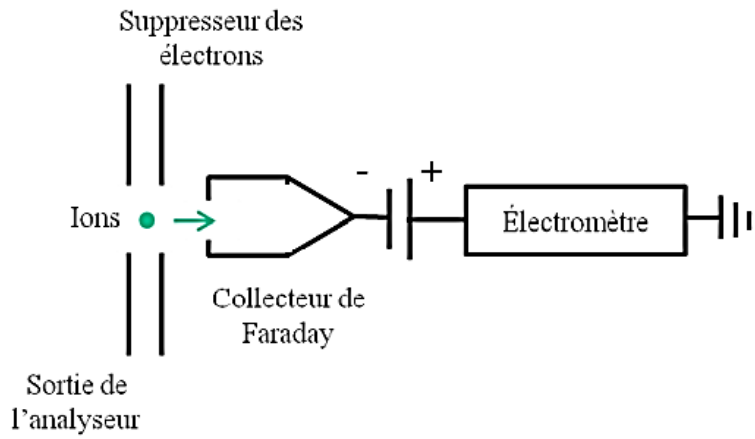 Suppresseur des
électrons
- +
Ions
Électromètre
Collecteur de
Faraday
Sortie de
l'analyseur